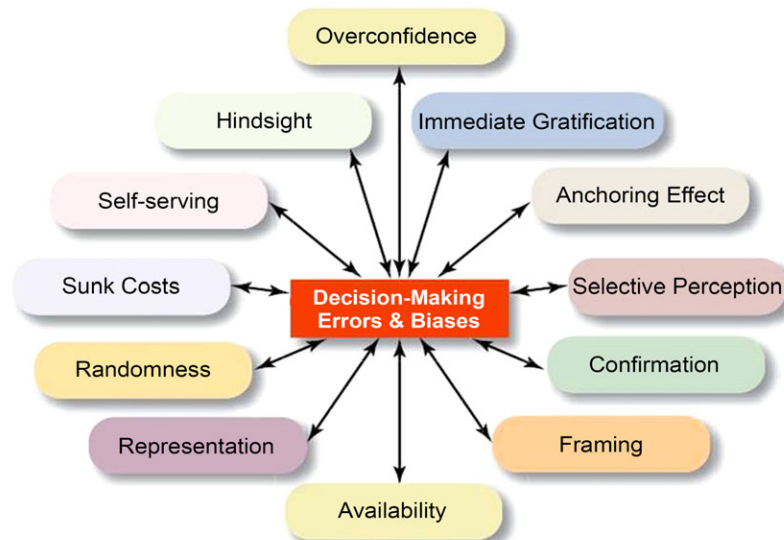 Overconfidence
Hindsight
Immediate Gratification
Self-serving
Anchoring Effect
Sunk Costs
Decision-Making
Errors & Biases
Selective Perception
Randomness
Confirmation
Representation
Framing
Availability